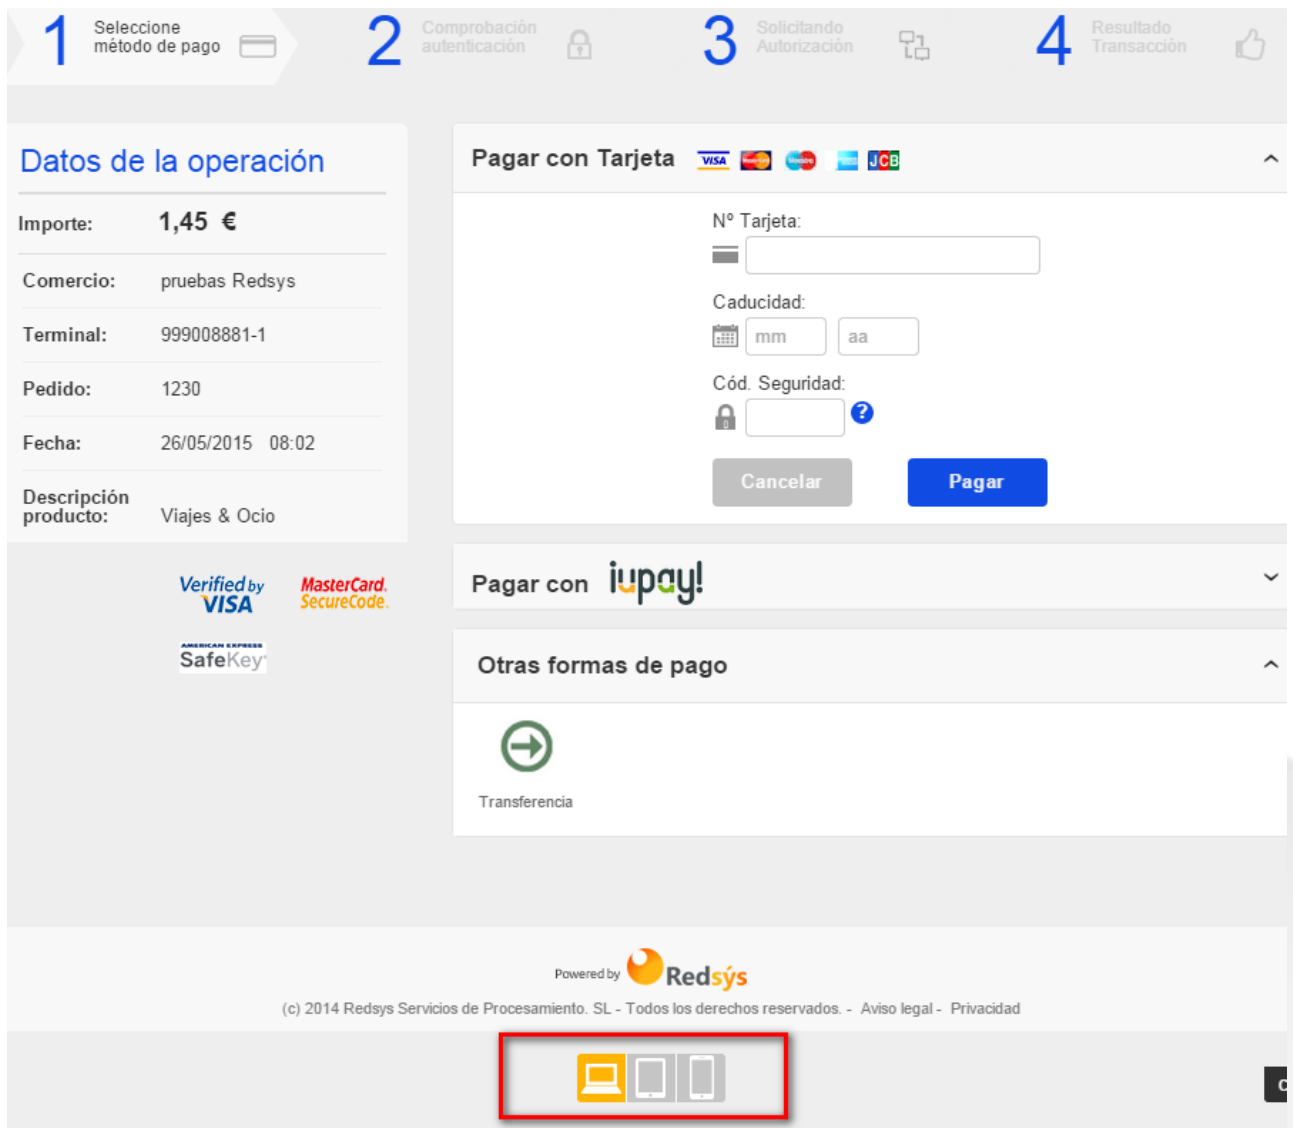 1 Seleccione
método de pago
2 Comprobación
autenticación
3 Solicitando
Autorización
4 Resultado
Transacción
Datos de la operación
Importe: 1,45 €
Comercio: pruebas Redsys
Terminal: 999008881-1
Pedido: 1230
Fecha: 26/05/2015 08:02
Descripción
producto: Viajes & Ocio
Verified by
VISA
MasterCard.
SecureCode.
AMERICAN EXPRESS
SafeKey
Pagar con Tarjeta VISA JCB
Nº Tarjeta:
Caducidad:
mm aa
Cód. Seguridad:
?
Cancelar Pagar
Pagar con iupay!
Otras formas de pago
Transferencia
Powered by Redsýs
(c) 2014 Redsys Servicios de Procesamiento. SL - Todos los derechos reservados. - Aviso legal - Privacidad